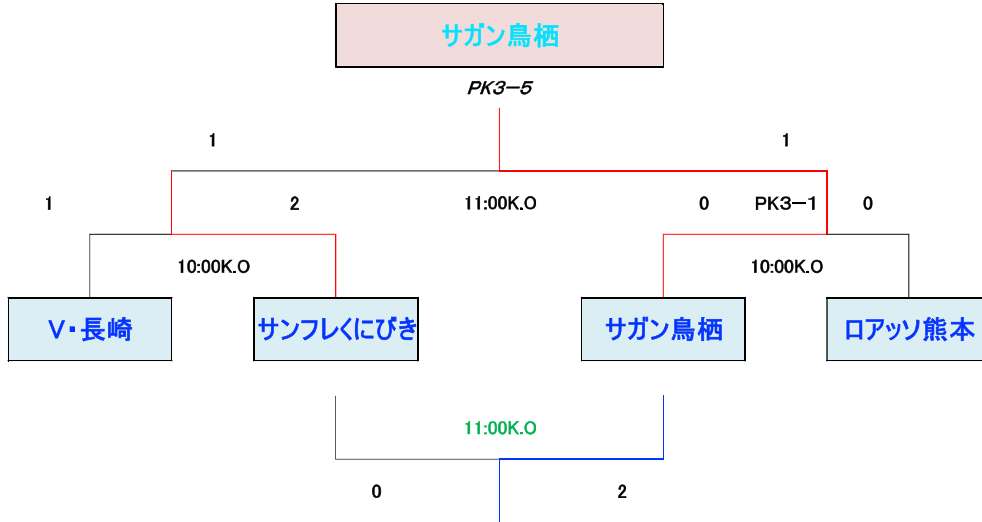 サガン鳥栖
PK3-5
1 1
1 2 11:00K.O 0 PK3-1 0
10:00K.O 10:00K.O
V・長崎 サンフレくにびき サガン鳥栖 ロアッソ熊本
11:00K.O
0 2